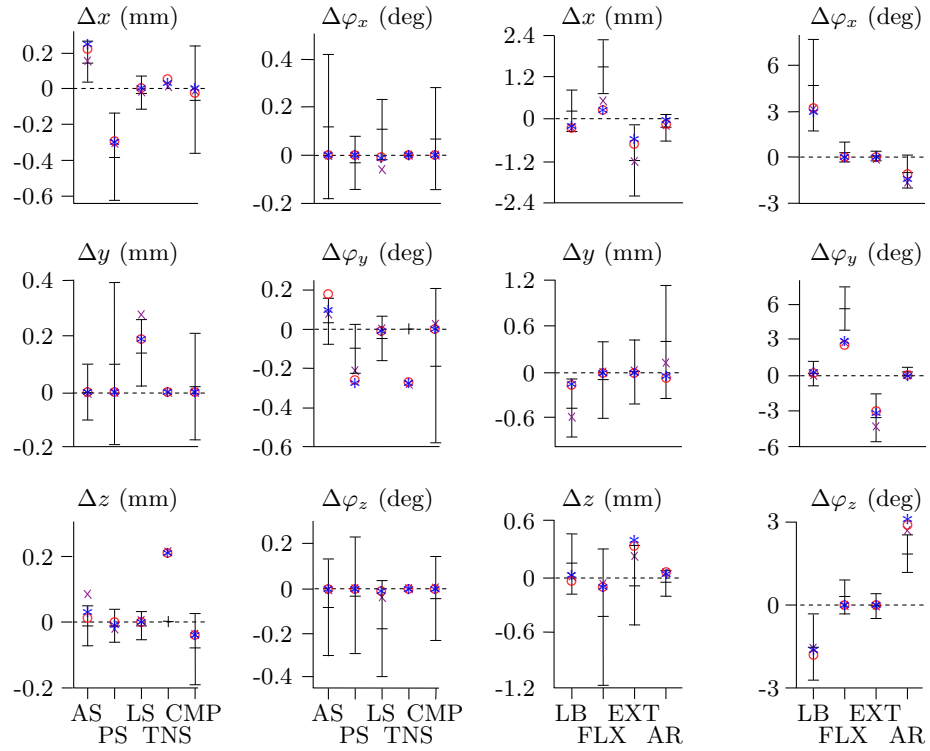 Δx (mm)
0.2
0
-0.2
-0.4
-0.6
Δφx (deg)
0.4
0.2
0
-0.2
Δx (mm)
2.4
1.2
0
-1.2
-2.4
Δφx (deg)
6
3
0
-3
Δy (mm)
0.4
0.2
0
-0.2
Δφy (deg)
0.2
0
-0.2
-0.4
-0.6
Δy (mm)
1.2
0.6
0
-0.6
Δφy (deg)
6
3
0
-3
-6
Δz (mm)
0.2
0
-0.2
AS LS CMP
PS TNS
Δφz (deg)
0.2
0
-0.2
-0.4
AS LS CMP
PS TNS
Δz (mm)
0.6
0
-0.6
-1.2
LB EXT
FLX AR
Δφz (deg)
3
0
-3
LB EXT
FLX AR